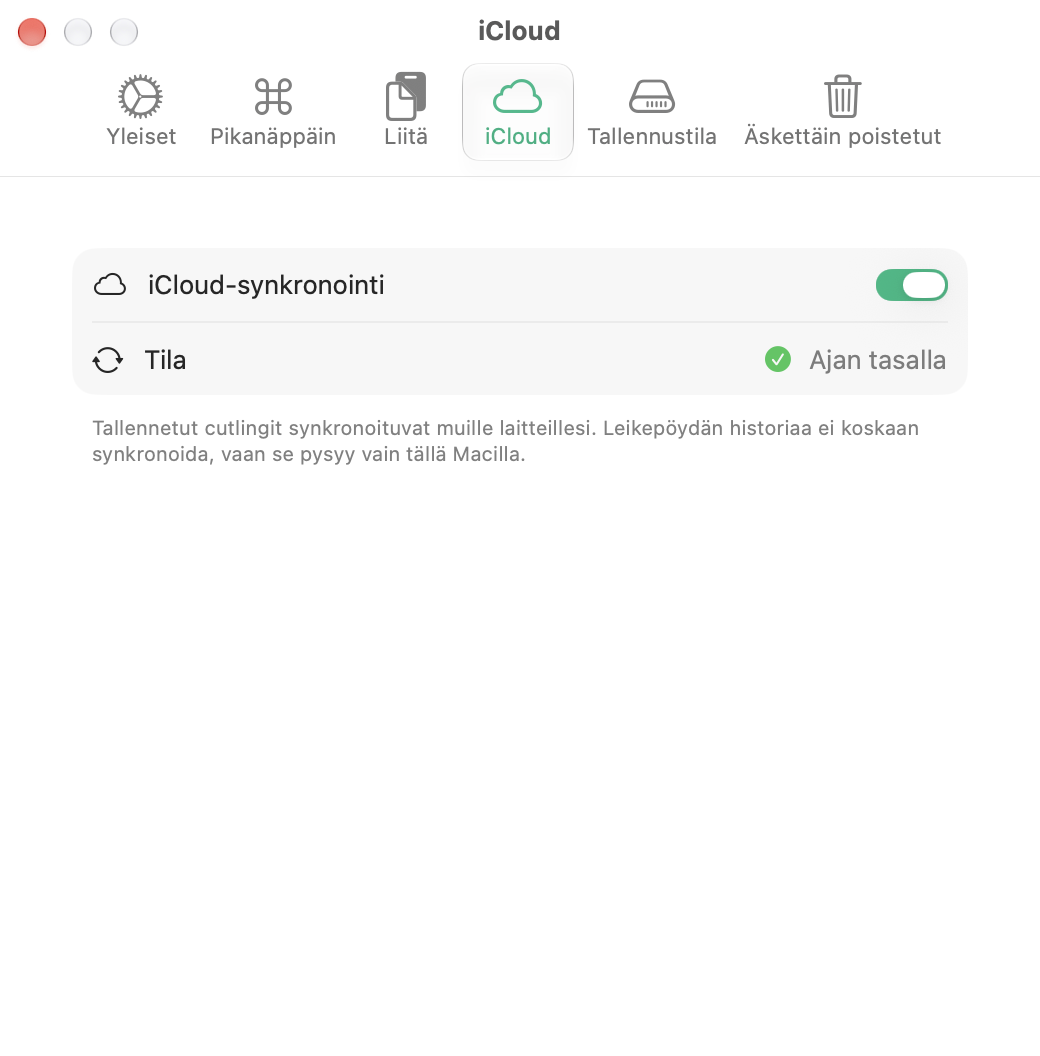 iCloud
Yleiset
Pikanäppäin
Liitä
iCloud
Tallennustila
Äskettäin poistetut
iCloud-synkronointi
Tila
Ajan tasalla
Tallennetut cutlingit synkronoituvat muille laitteillesi. Leikepöydän historiaa ei koskaan
synkronoida, vaan se pysyy vain tällä Macilla.